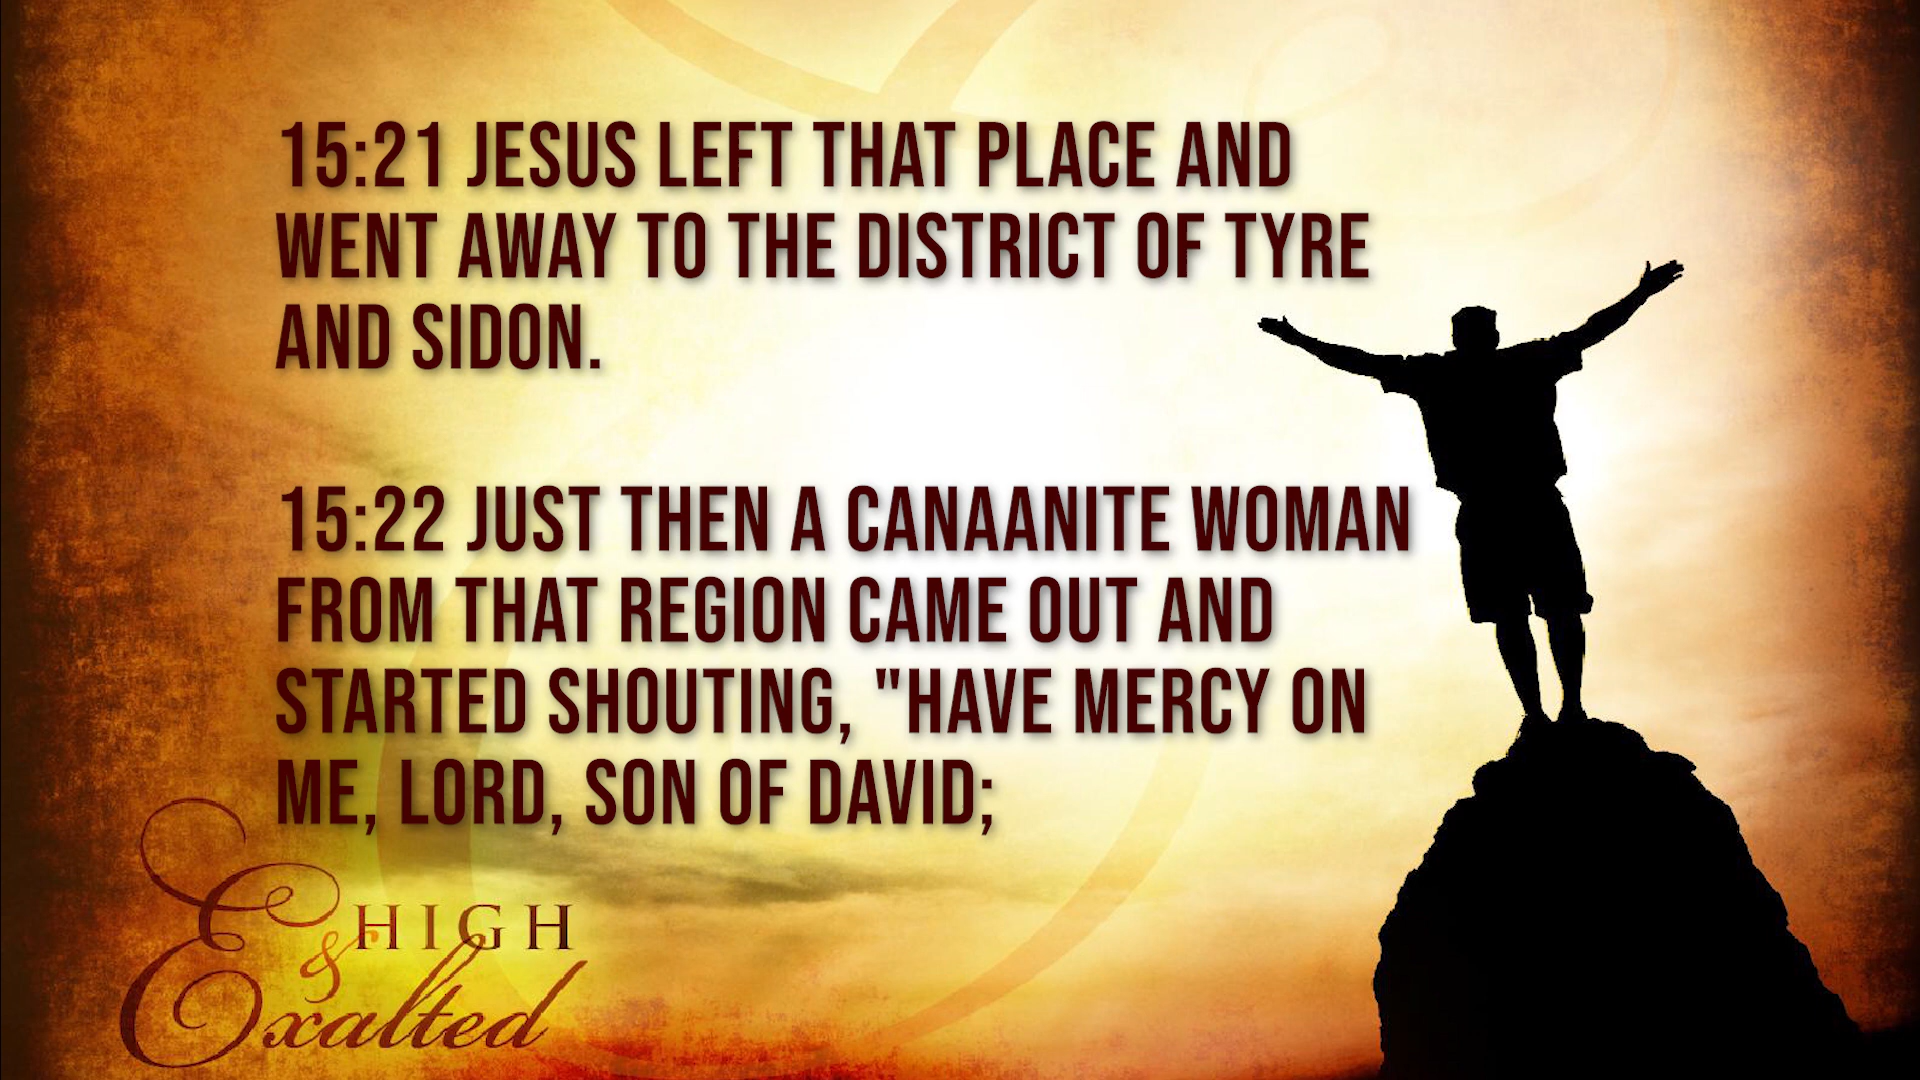 15:21 JESUS LEFT THAT PLACE AND
WENT AWAY TO THE DISTRICT OF TYRE
AND SIDON.
15:22 JUST THEN A CANAANITE WOMAN
FROM THAT REGION CAME OUT AND
STARTED SHOUTING, "HAVE MERCY ON
ME, LORD, SON OF DAVID;
HIGH
&
Exalted